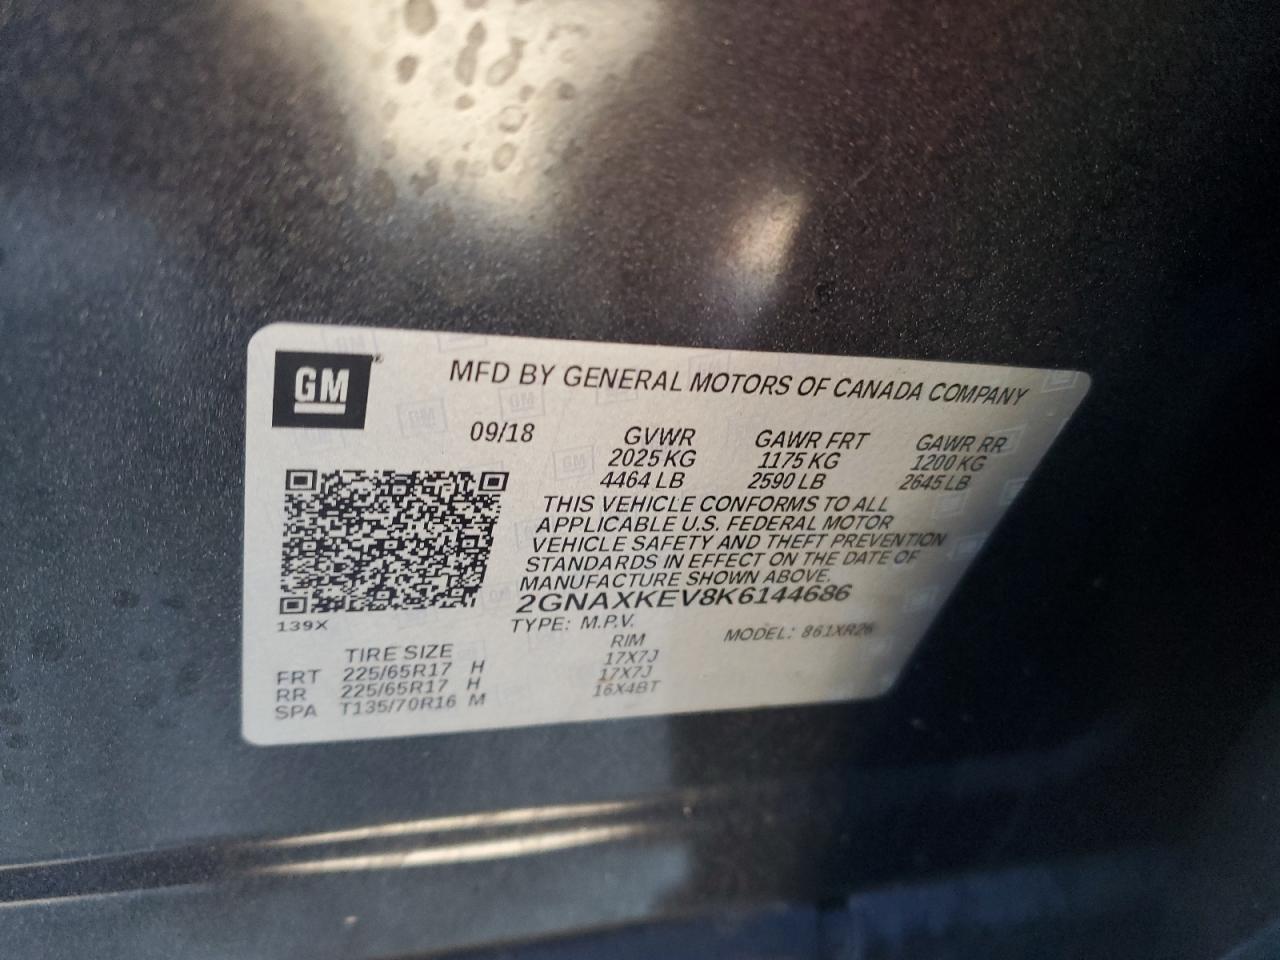 GM
MFD BY GENERAL MOTORS OF CANADA COMPANY
09/18 GVWR GAWR FRT GAWR RR
2025 KG 1175 KG 1200 KG
4464 LB 2590 LB 2645 LB
THIS VEHICLE CONFORMS TO ALL
APPLICABLE U.S. FEDERAL MOTOR
VEHICLE SAFETY AND THEFT PREVENTION
STANDARDS IN EFFECT ON THE DATE OF
MANUFACTURE SHOWN ABOVE.
2GNAXKEV8K6144686
139X TYPE: M.P.V. MODEL: 861XR26
TIRE SIZE RIM
FRT 225/65R17 H 17X7J
RR 225/65R17 H 17X7J
SPA T135/70R16 M 16X4BT